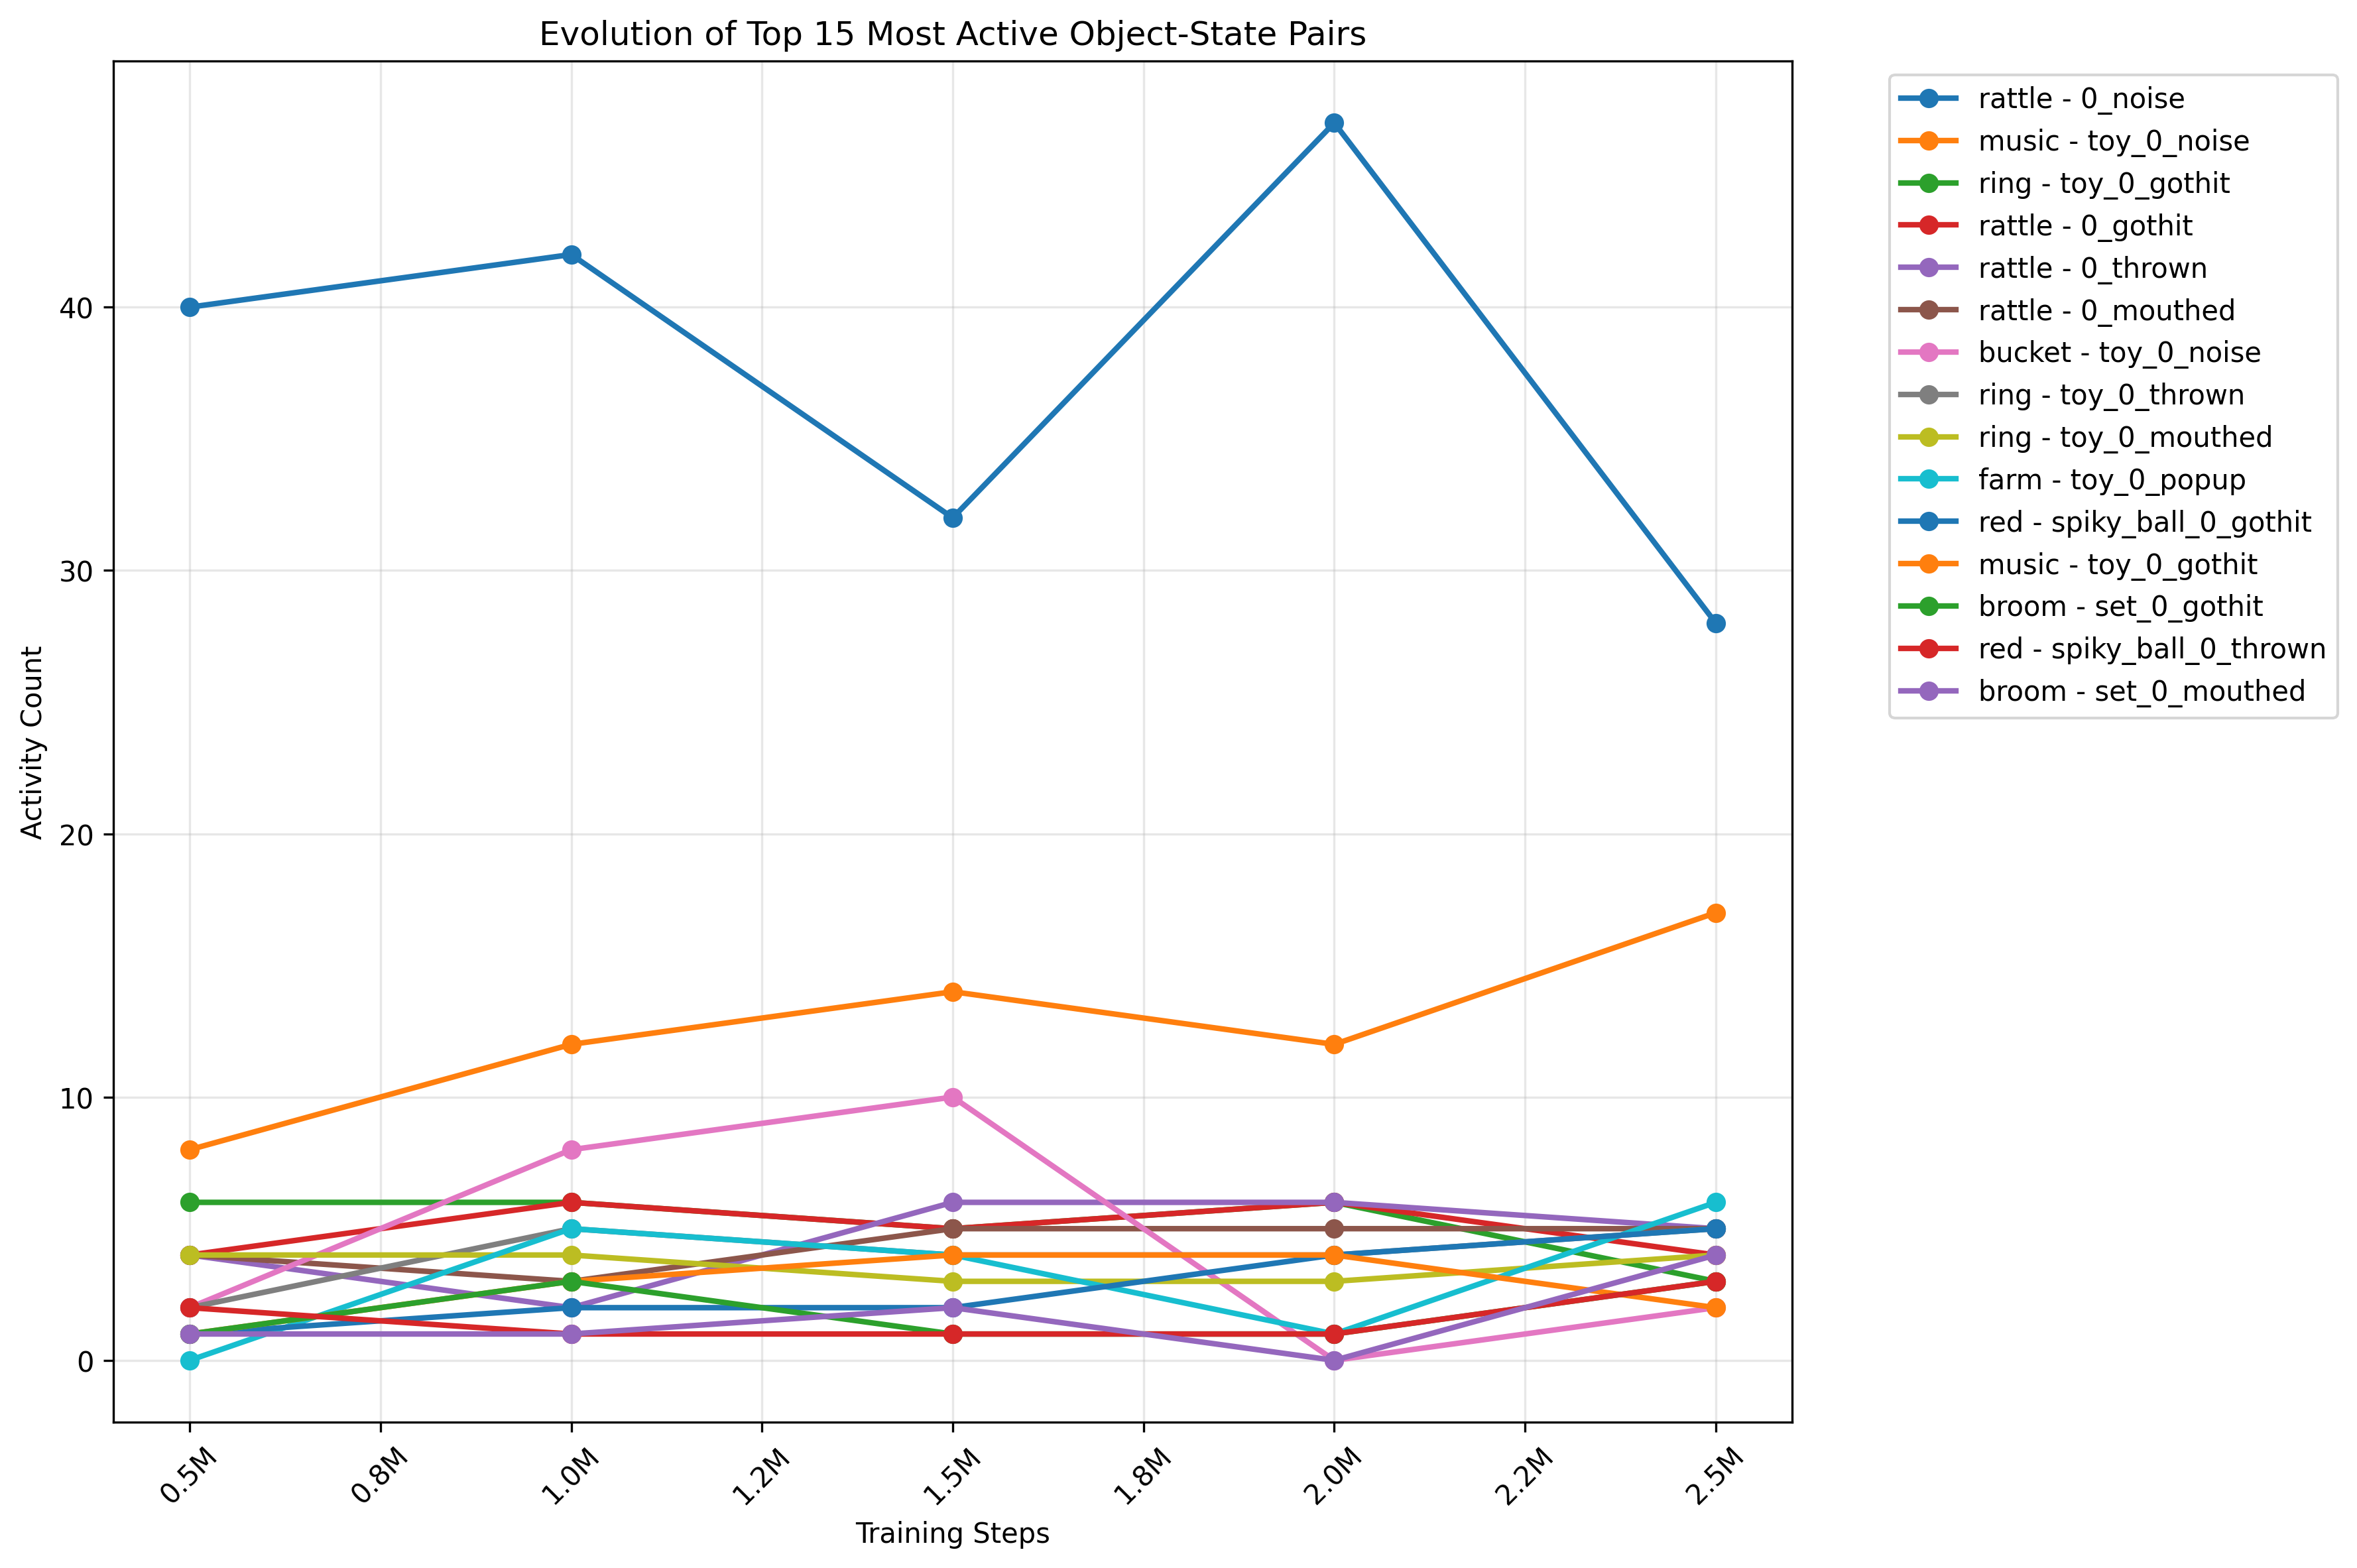 Evolution of Top 15 Most Active Object-State Pairs
rattle - 0_noise
music - toy_0_noise
ring - toy_0_gothit
rattle - 0_gothit
rattle - 0_thrown
rattle - 0_mouthed
bucket - toy_0_noise
ring - toy_0_thrown
ring - toy_0_mouthed
farm - toy_0_popup
red - spiky_ball_0_gothit
music - toy_0_gothit
broom - set_0_gothit
red - spiky_ball_0_thrown
broom - set_0_mouthed
Activity Count
40
30
20
10
0
0.5M
0.8M
1.0M
1.2M
1.5M
1.8M
2.0M
2.2M
2.5M
Training Steps